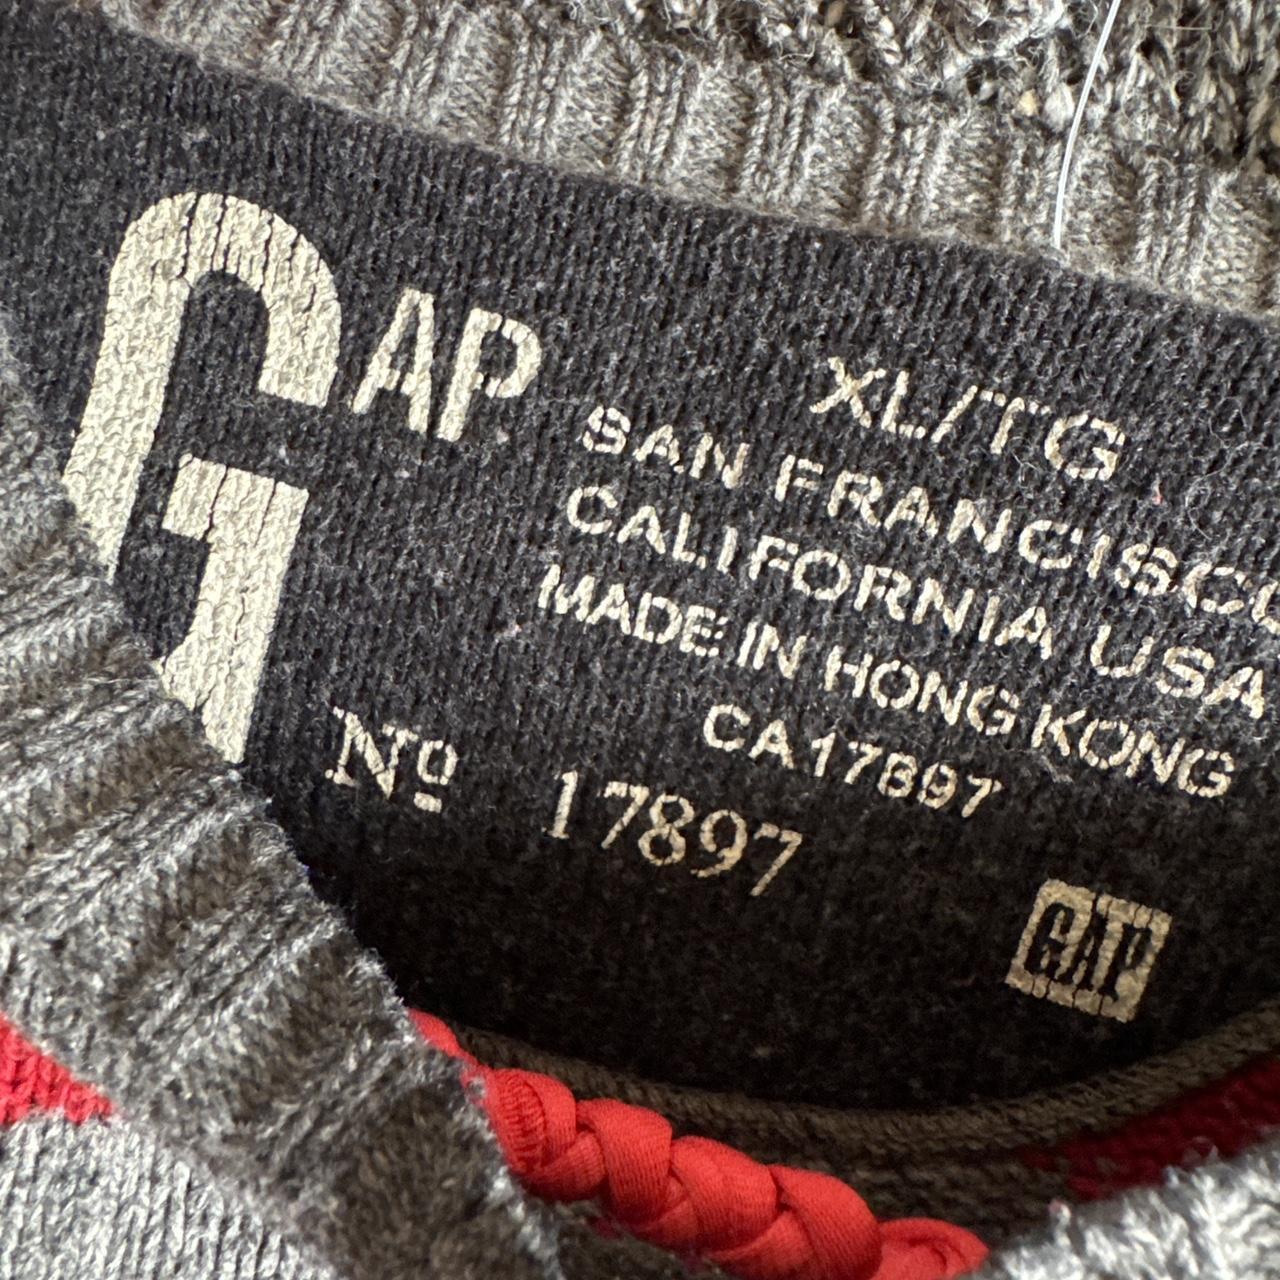 GAP
XL/TG
SAN FRANCISCO
CALIFORNIA USA
MADE IN HONG KONG
CA17897
Nº 17897
GAP